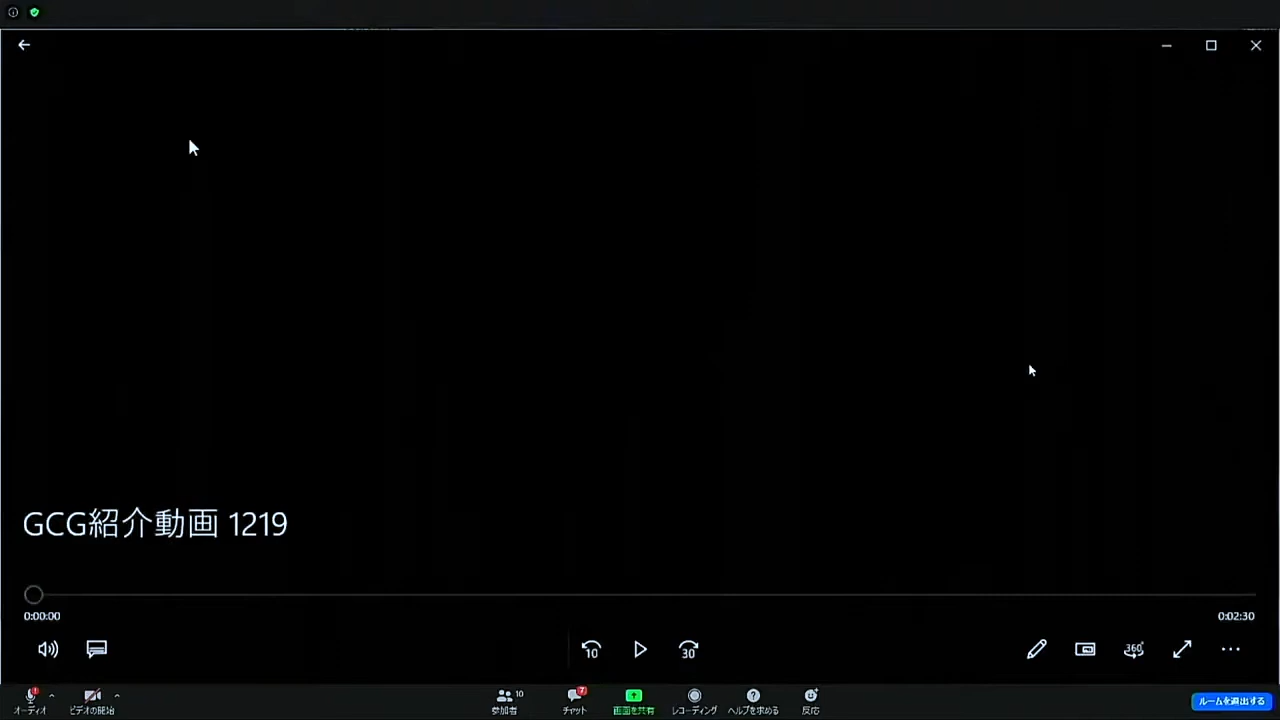 GCG紹介動画 1219
0:00:00
0:02:30
10
30
360
オーディオ
ビデオの開始
参加者
10
チャット
7
画面を共有
レコーディング
ヘルプを求める
反応
ルームを退出する